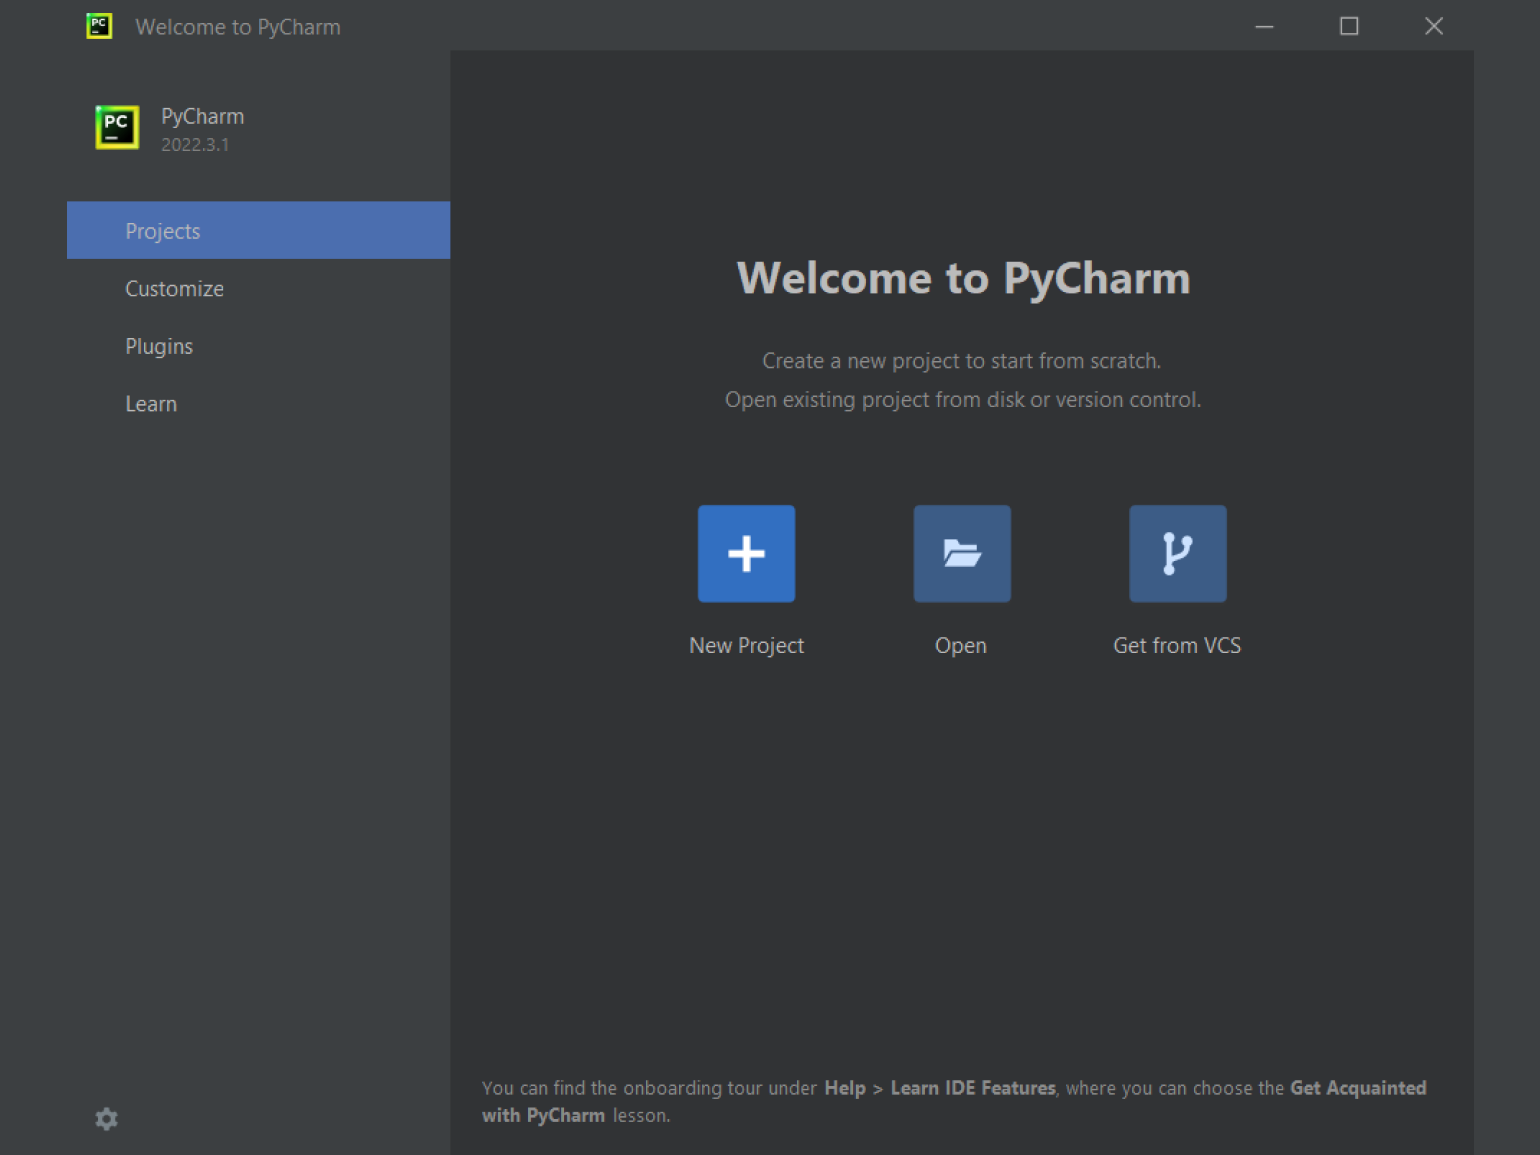 PC
Welcome to PyCharm
PC
PyCharm
2022.3.1
Projects
Customize
Plugins
Learn
Welcome to PyCharm
Create a new project to start from scratch.
Open existing project from disk or version control.
New Project
Open
Get from VCS
You can find the onboarding tour under Help > Learn IDE Features, where you can choose the Get Acquainted
with PyCharm lesson.